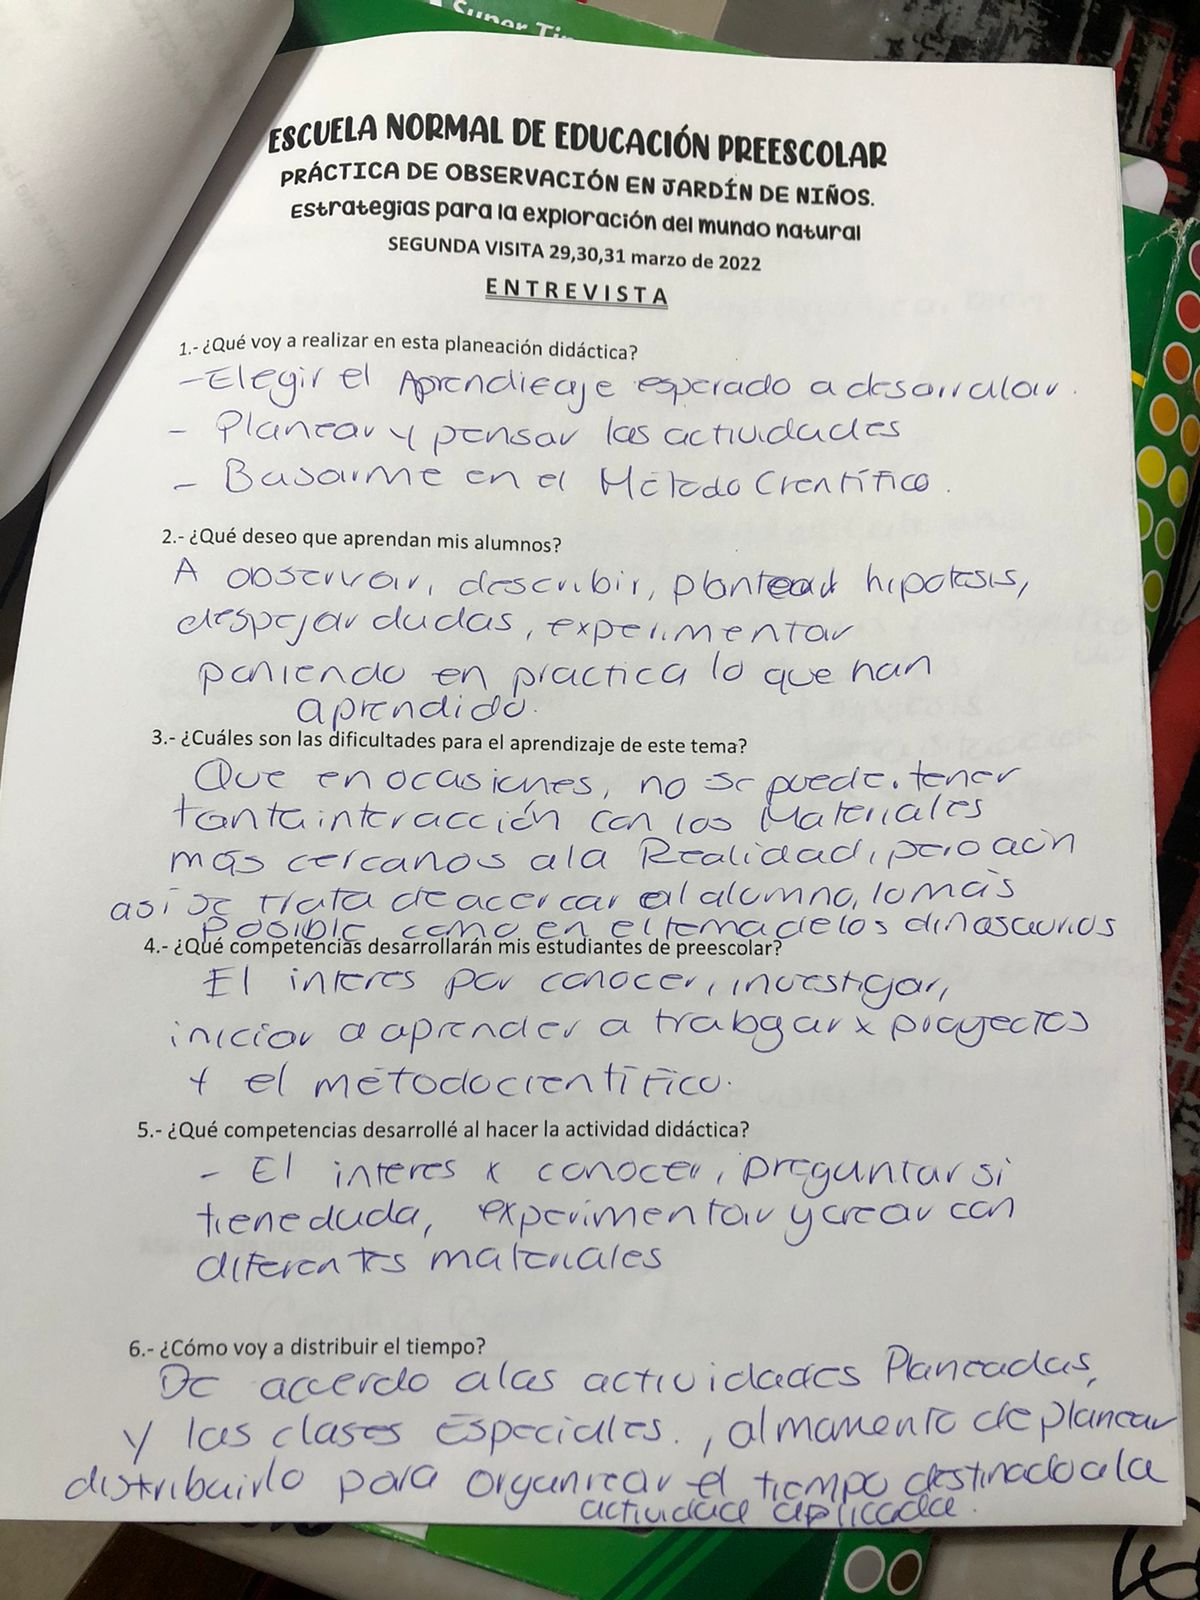 Super Ti
ESCUELA NORMAL DE EDUCACIÓN PREESCOLAR
PRÁCTICA DE OBSERVACIÓN EN JARDÍN DE NIÑOS.
Estrategias para la exploración del mundo natural
SEGUNDA VISITA 29,30,31 marzo de 2022
ENTREVISTA
1.- ¿Qué voy a realizar en esta planeación didáctica?
- Elegir el Aprendizaje esperado a desarrollar.
- Planear y pensar las actividades
- Basarme en el Método Científico.
2.- ¿Qué deseo que aprendan mis alumnos?
A observar, describir, plantear hipotesis,
despejar dudas, experimentar
poniendo en practica lo que han
aprendido.
3.- ¿Cuáles son las dificultades para el aprendizaje de este tema?
Que en ocasiones, no se puede tener
tanta interacción con los Materiales
más cercanos a la Realidad, pero aún
así se trata de acercar al alumno, lo más
Posible como en el tema de los dinosaurios
4.- ¿Qué competencias desarrollarán mis estudiantes de preescolar?
El interes por conocer, investigar,
iniciar a aprender a trabajar x proyectos
y el método científico.
5.- ¿Qué competencias desarrollé al hacer la actividad didáctica?
- El interes x conocer, preguntar si
tiene duda, experimentar y crear con
diferentes materiales
6.- ¿Cómo voy a distribuir el tiempo?
De acuerdo a las actividades Planeadas,
y las clases Especiales., al momento de planear
distribuirlo para organizar el tiempo destinado a la
actividad aplicada.